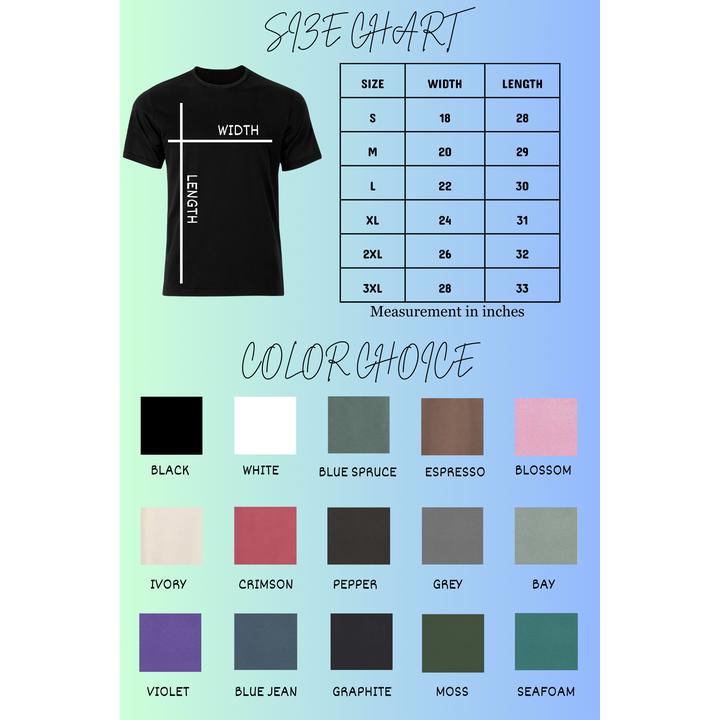 SIZE CHART
WIDTH
LENGTH
SIZE WIDTH LENGTH
S 18 28
M 20 29
L 22 30
XL 24 31
2XL 26 32
3XL 28 33
Measurement in inches
COLOR CHOICE
BLACK WHITE BLUE SPRUCE ESPRESSO BLOSSOM
IVORY CRIMSON PEPPER GREY BAY
VIOLET BLUE JEAN GRAPHITE MOSS SEAFOAM